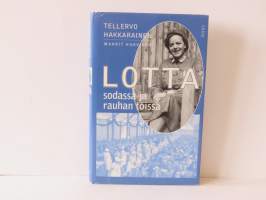 TELLERVO
HAKKARAINEN
LOTTA
sodassa ja
rauhan töissä